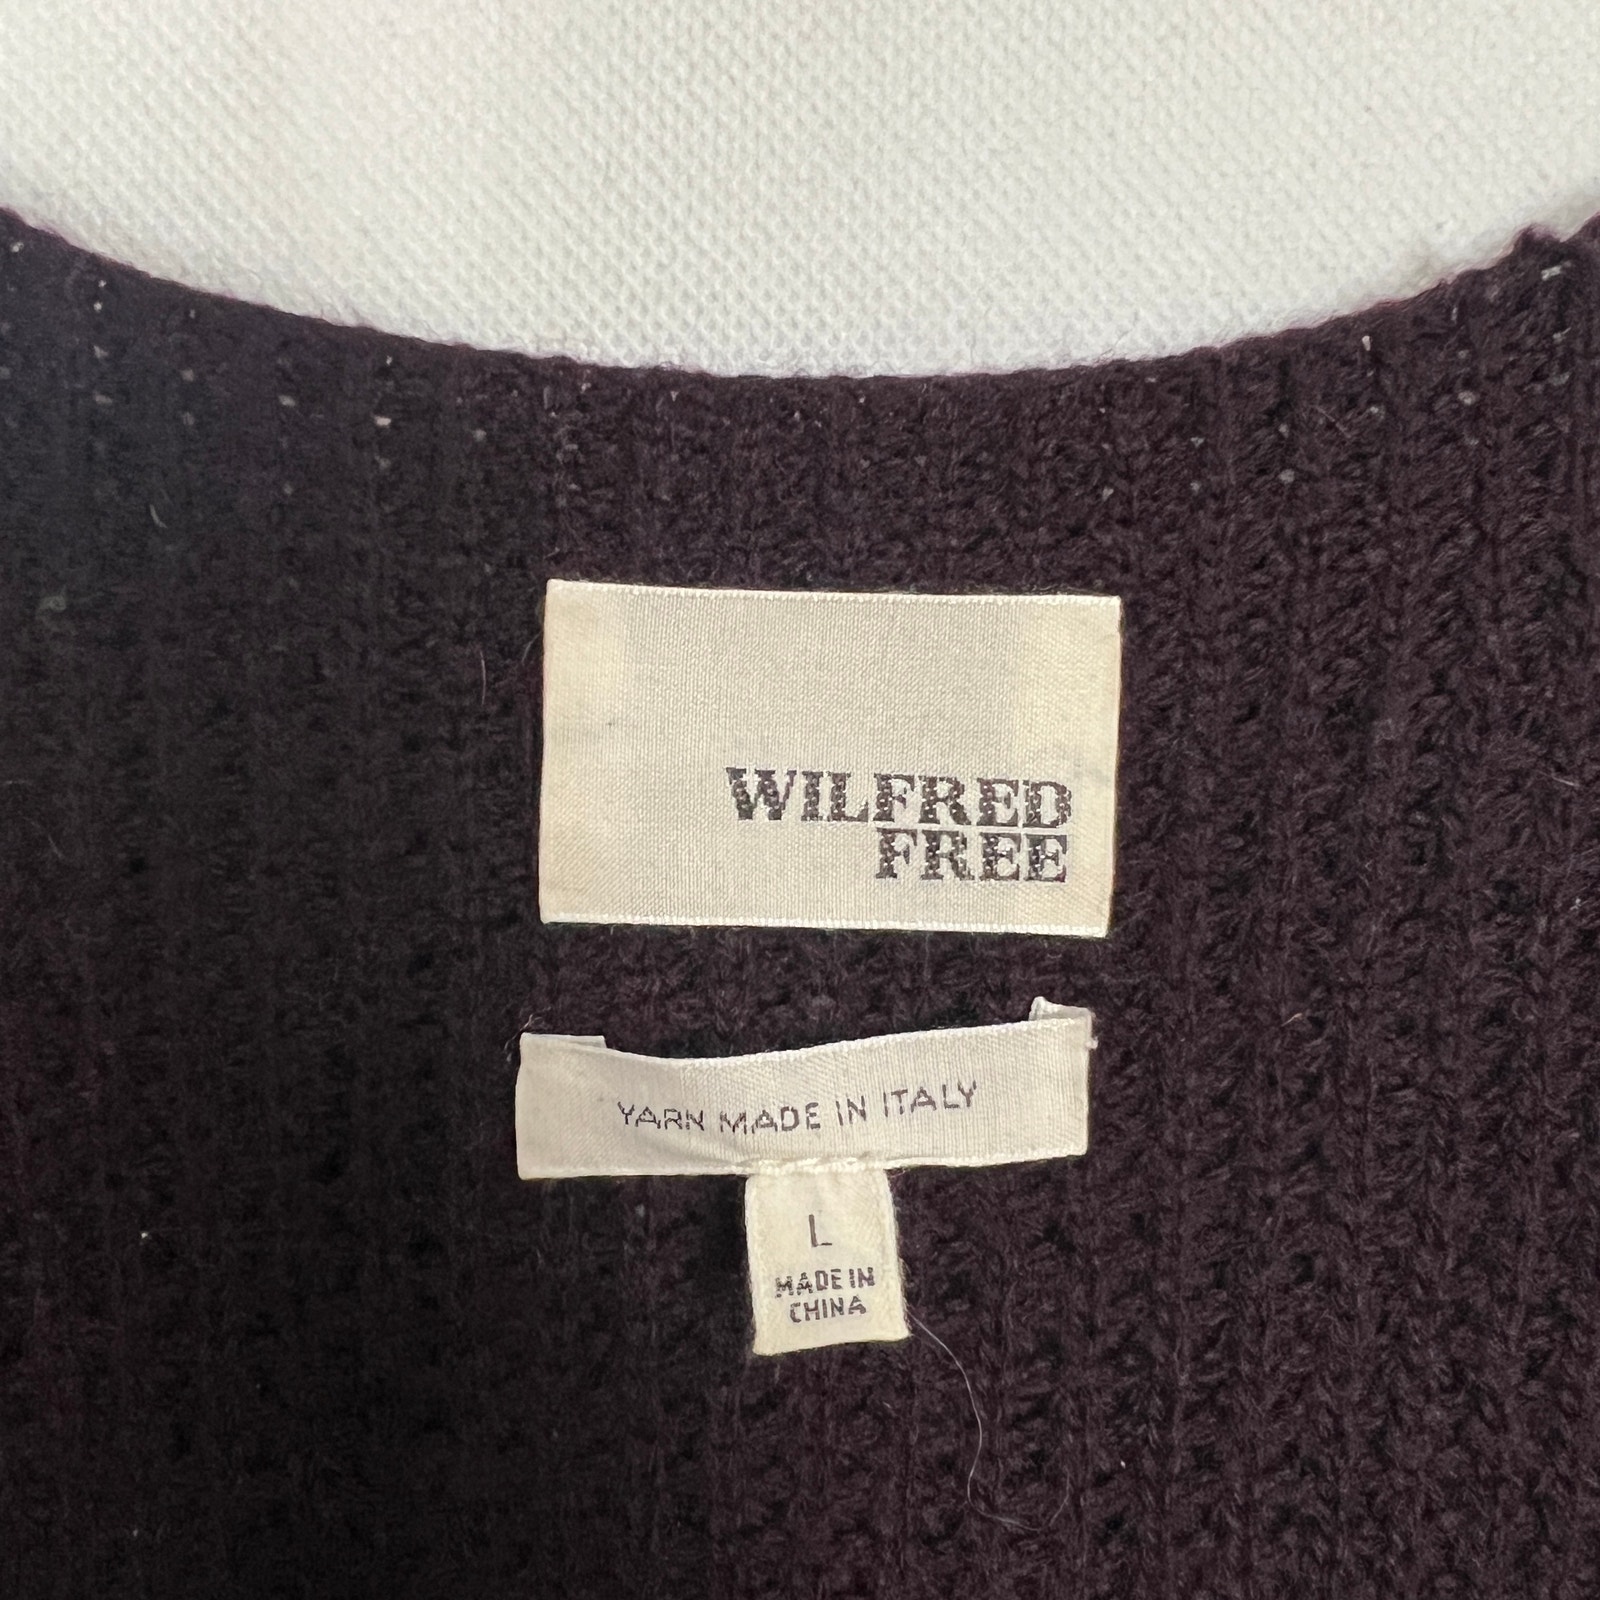 WILFRED
FREE
YARN MADE IN ITALY
L
MADE IN
CHINA